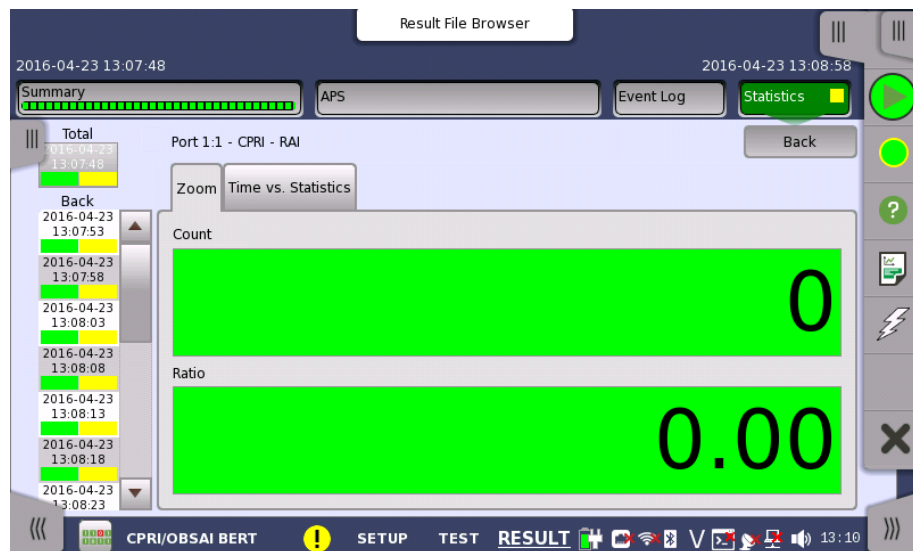 Result File Browser
2016-04-23 13:07:48
2016-04-23 13:08:58
Summary
APS
Event Log
Statistics
Total
2016-04-23
13:07:48
Port 1:1 - CPRI - RAI
Back
Zoom
Time vs. Statistics
Back
2016-04-23
13:07:53
2016-04-23
13:07:58
2016-04-23
13:08:03
2016-04-23
13:08:08
2016-04-23
13:08:13
2016-04-23
13:08:18
2016-04-23
13:08:23
Count
0
Ratio
0.00
CPRI/OBSAI BERT
!
SETUP
TEST
RESULT
V
13:10